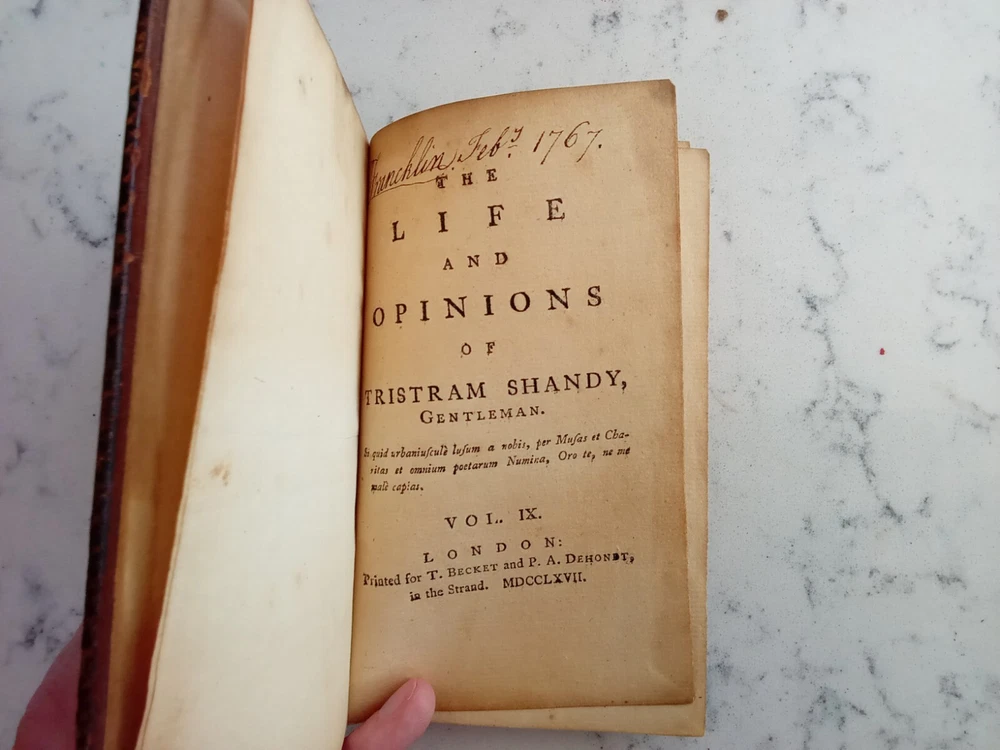 Francklin. Feb.y 1767.
THE
LIFE
AND
OPINIONS
OF
TRISTRAM SHANDY,
GENTLEMAN.
Si quid urbaniusculè lusum a nobis, per Musas et Cha-
ritas et omnium poetarum Numina, Oro te, ne me
malè capias.
VOL. IX.
LONDON:
Printed for T. BECKET and P. A. DEHONDT,
in the Strand. MDCCLXVII.